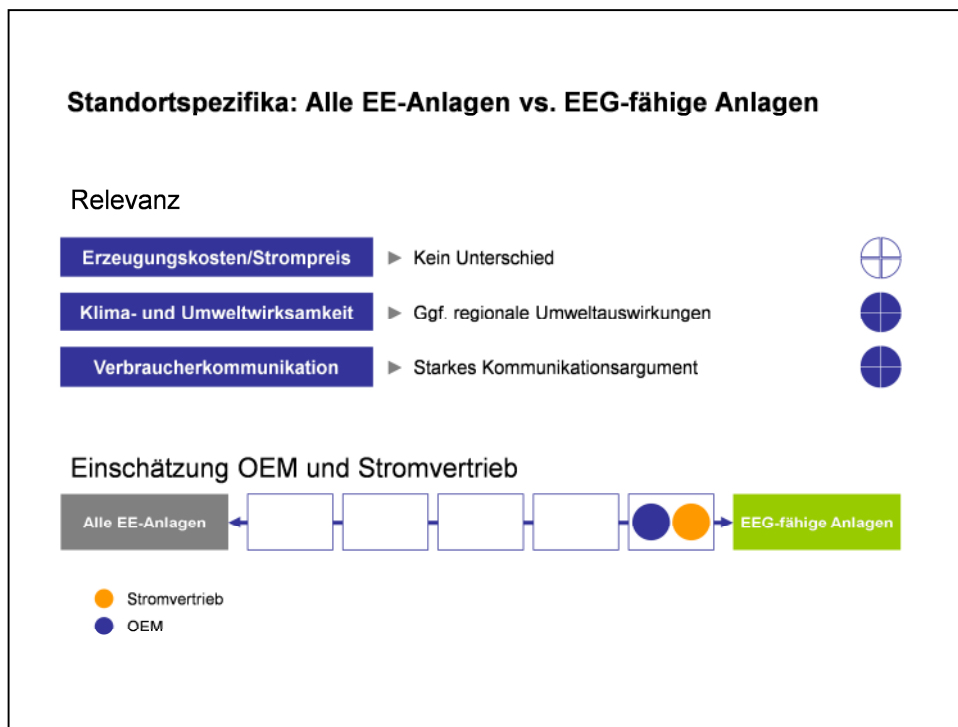 Standortspezifika: Alle EE-Anlagen vs. EEG-fähige Anlagen
Relevanz
Erzeugungskosten/Strompreis
Kein Unterschied
Klima- und Umweltwirksamkeit
Ggf. regionale Umweltauswirkungen
Verbraucherkommunikation
Starkes Kommunikationsargument
Einschätzung OEM und Stromvertrieb
Alle EE-Anlagen
EEG-fähige Anlagen
Stromvertrieb
OEM